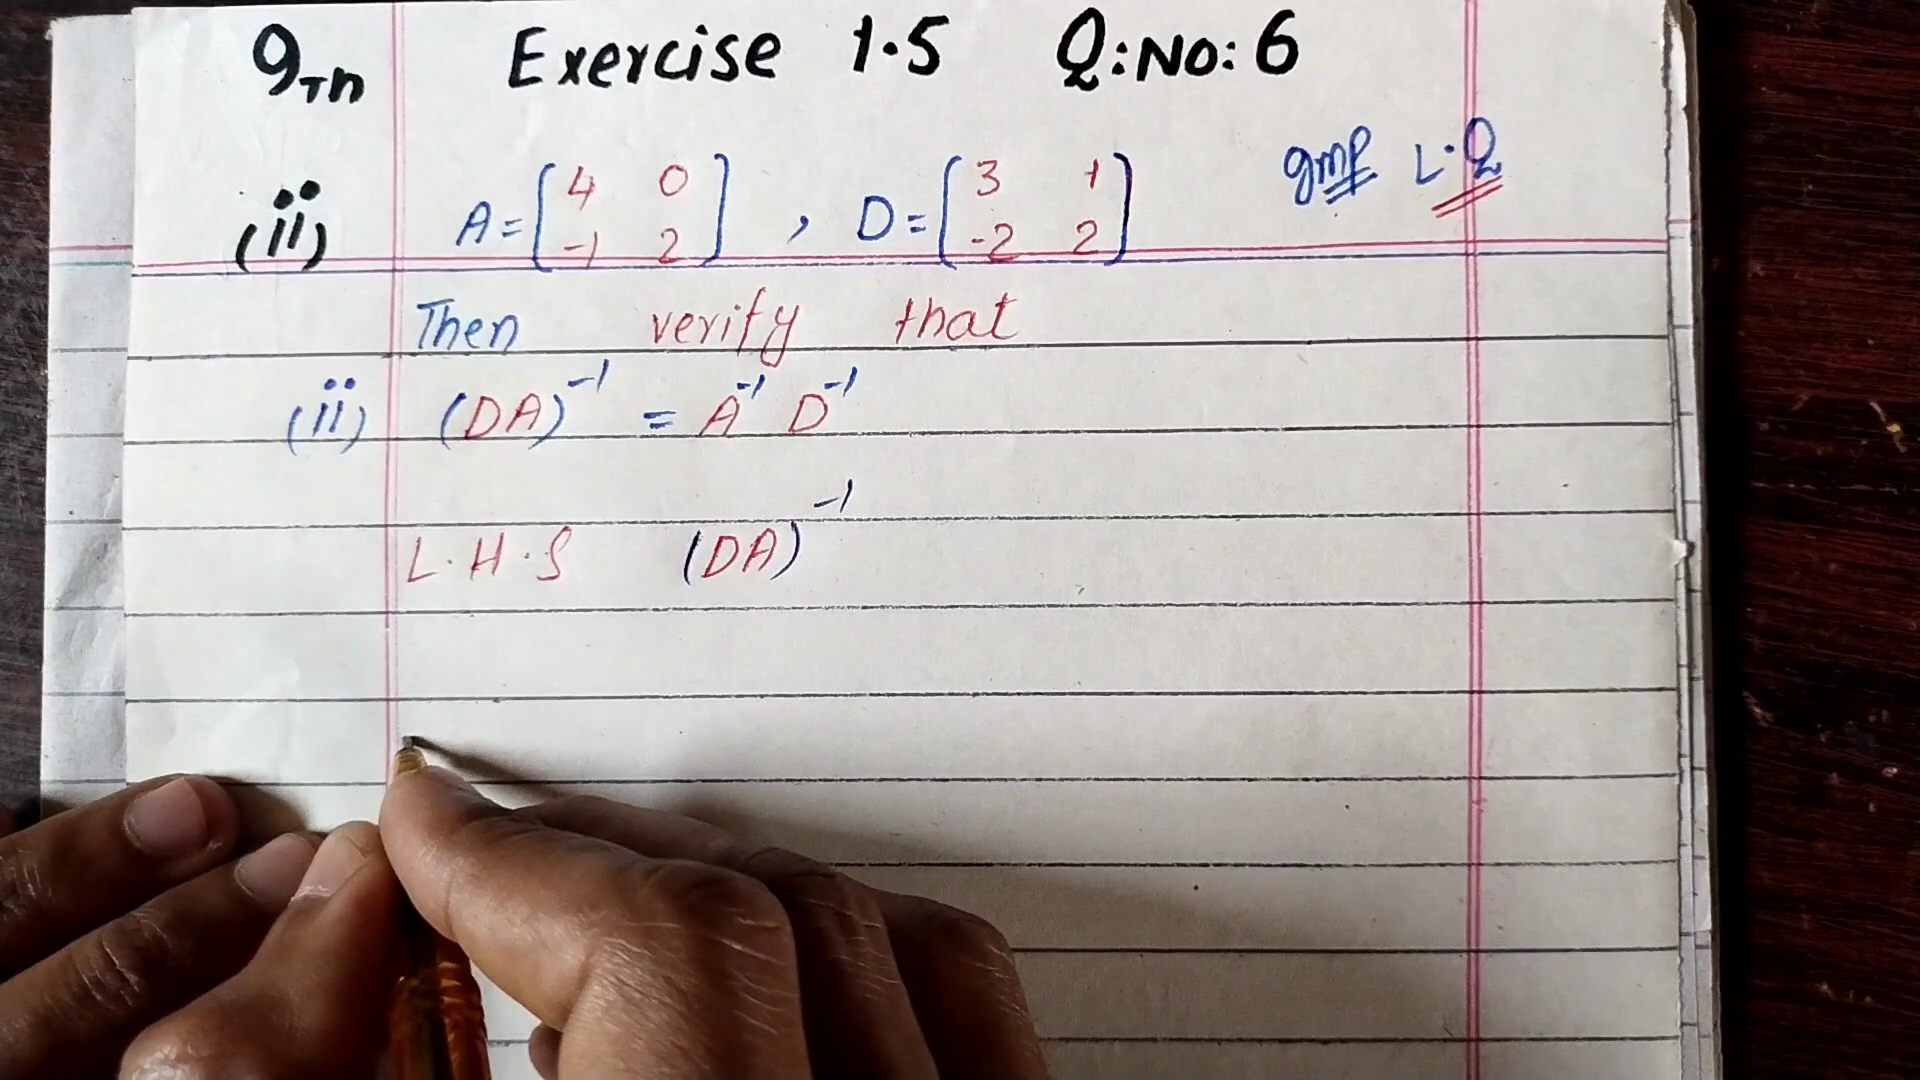 9Th Exercise 1.5 Q:No:6
(ii) A = [4 0 -1 2] , D = [3 1 -2 2] gmp L.Q
Then verify that
(ii) (DA)⁻¹ = A⁻¹ D⁻¹
L.H.S (DA)⁻¹